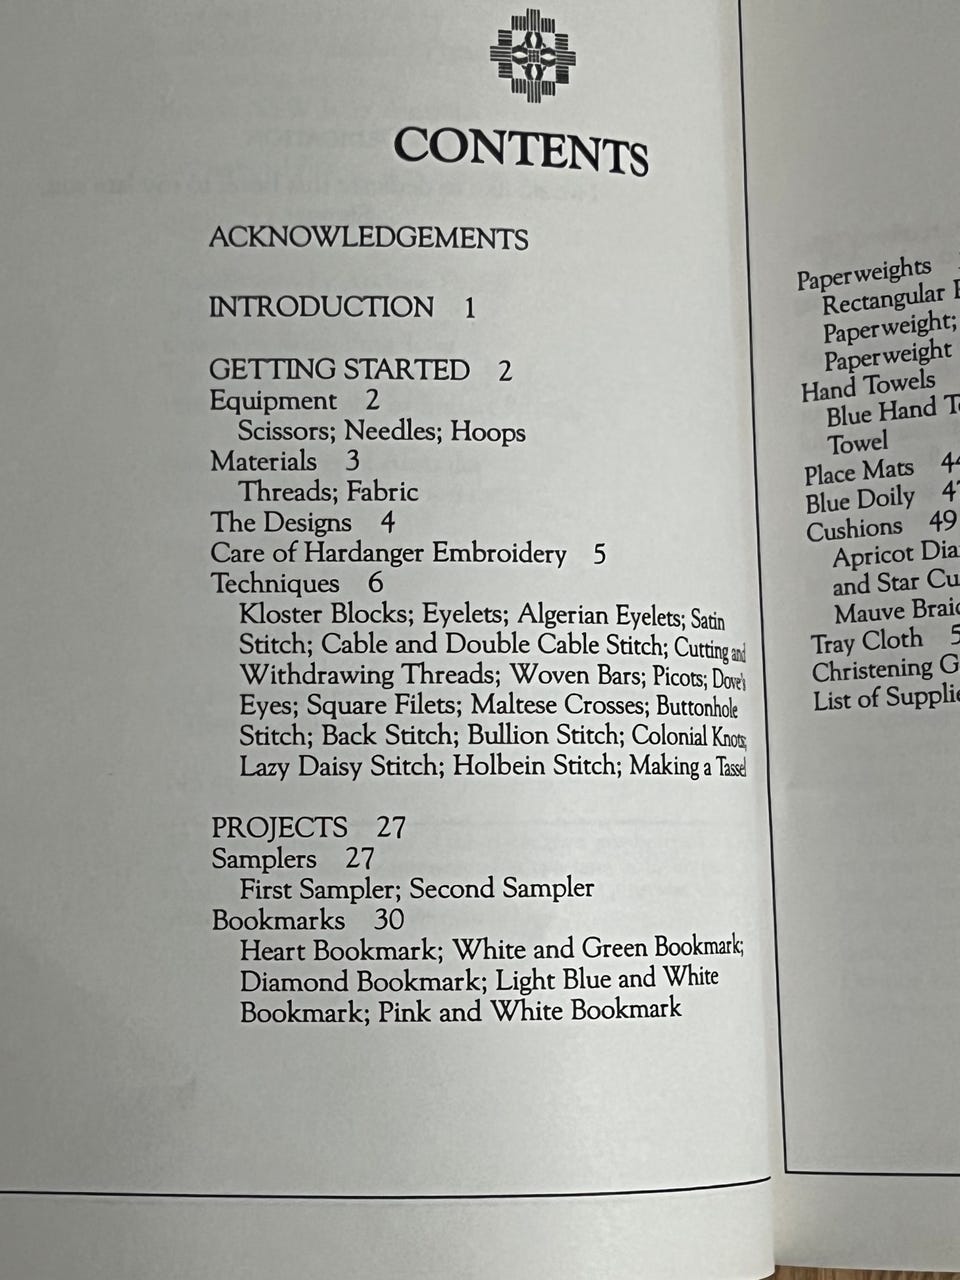 CONTENTS
ACKNOWLEDGEMENTS
INTRODUCTION 1
GETTING STARTED 2
Equipment 2
Scissors; Needles; Hoops
Materials 3
Threads; Fabric
The Designs 4
Care of Hardanger Embroidery 5
Techniques 6
Kloster Blocks; Eyelets; Algerian Eyelets; Satin
Stitch; Cable and Double Cable Stitch; Cutting and
Withdrawing Threads; Woven Bars; Picots; Dove's
Eyes; Square Filets; Maltese Crosses; Buttonhole
Stitch; Back Stitch; Bullion Stitch; Colonial Knots;
Lazy Daisy Stitch; Holbein Stitch; Making a Tassel
PROJECTS 27
Samplers 27
First Sampler; Second Sampler
Bookmarks 30
Heart Bookmark; White and Green Bookmark;
Diamond Bookmark; Light Blue and White
Bookmark; Pink and White Bookmark
Paperweights
Rectangular
Paperweight;
Paperweight
Hand Towels
Blue Hand
Towel
Place Mats
Blue Doily
Cushions 49
Apricot
and Star
Mauve
Tray Cloth
Christening
List of